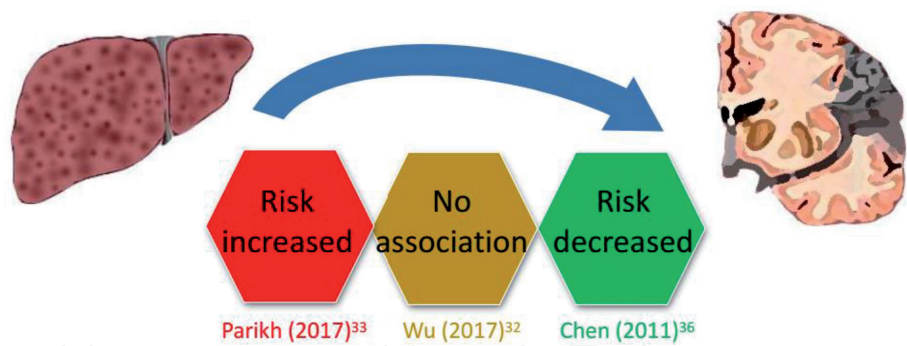 Risk
increased
No
association
Risk
decreased
Parikh (2017)³³
Wu (2017)³²
Chen (2011)³⁶